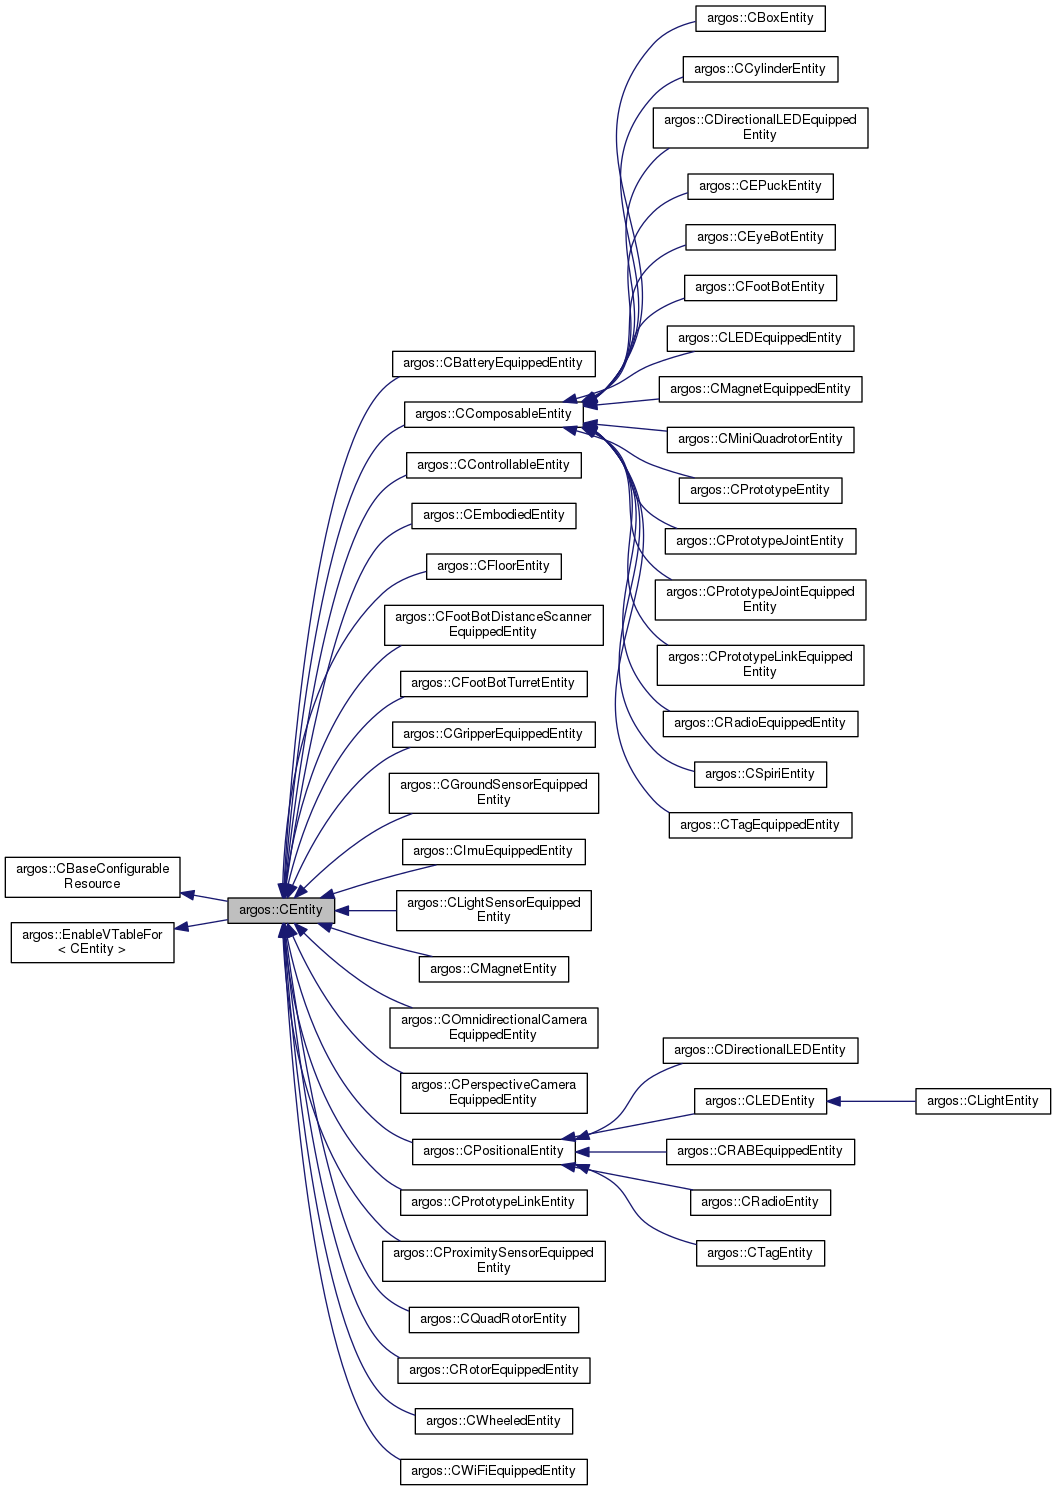 argos::CBoxEntity
argos::CCylinderEntity
argos::CDirectionalLEDEquipped
Entity
argos::CEPuckEntity
argos::CEyeBotEntity
argos::CFootBotEntity
argos::CLEDEquippedEntity
argos::CMagnetEquippedEntity
argos::CMiniQuadrotorEntity
argos::CPrototypeEntity
argos::CPrototypeJointEntity
argos::CPrototypeJointEquipped
Entity
argos::CPrototypeLinkEquipped
Entity
argos::CRadioEquippedEntity
argos::CSpiriEntity
argos::CTagEquippedEntity
argos::CBatteryEquippedEntity
argos::CComposableEntity
argos::CControllableEntity
argos::CEmbodiedEntity
argos::CFloorEntity
argos::CFootBotDistanceScanner
EquippedEntity
argos::CFootBotTurretEntity
argos::CGripperEquippedEntity
argos::CGroundSensorEquipped
Entity
argos::CImuEquippedEntity
argos::CLightSensorEquipped
Entity
argos::CMagnetEntity
argos::COmnidirectionalCamera
EquippedEntity
argos::CPerspectiveCamera
EquippedEntity
argos::CPositionalEntity
argos::CPrototypeLinkEntity
argos::CProximitySensorEquipped
Entity
argos::CQuadRotorEntity
argos::CRotorEquippedEntity
argos::CWheeledEntity
argos::CWiFiEquippedEntity
argos::CBaseConfigurable
Resource
argos::EnableVTableFor
< CEntity >
argos::CEntity
argos::CDirectionalLEDEntity
argos::CLEDEntity
argos::CLightEntity
argos::CRABEquippedEntity
argos::CRadioEntity
argos::CTagEntity